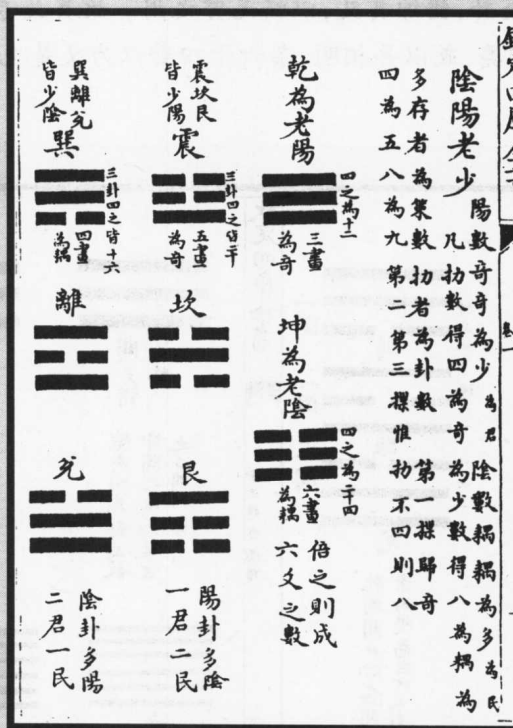 陰陽老少
陽數奇奇為少為君陰數耦耦為多為民
凡扐數得四為奇為少數得八為耦為
多存者為策數扐者為卦數第一揲歸奇
四為五八為九第二第三揲惟扐不四則八
乾為老陽
四之為十二
三畫
為奇
坤為老陰
四之為二十四
六畫
為耦
倍之則成
六爻之數
震坎艮
皆少陽
震
三卦四之皆二十
五畫
為奇
坎
艮
陽卦多陰
一君二民
巽離兌
皆少陰
巽
三卦四之皆十六
四畫
為耦
離
兌
陰卦多陽
二君一民